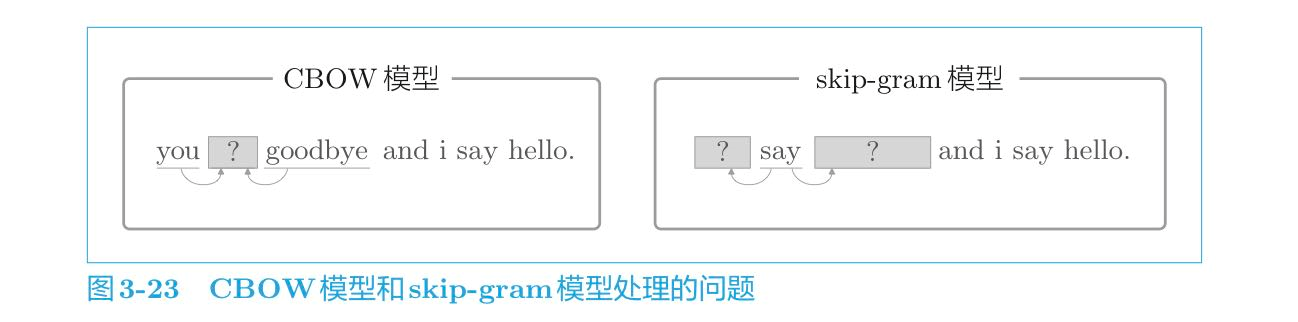 CBOW 模型
you ? goodbye and i say hello.
skip-gram 模型
? say ? and i say hello.
图 3-23 CBOW 模型和 skip-gram 模型处理的问题